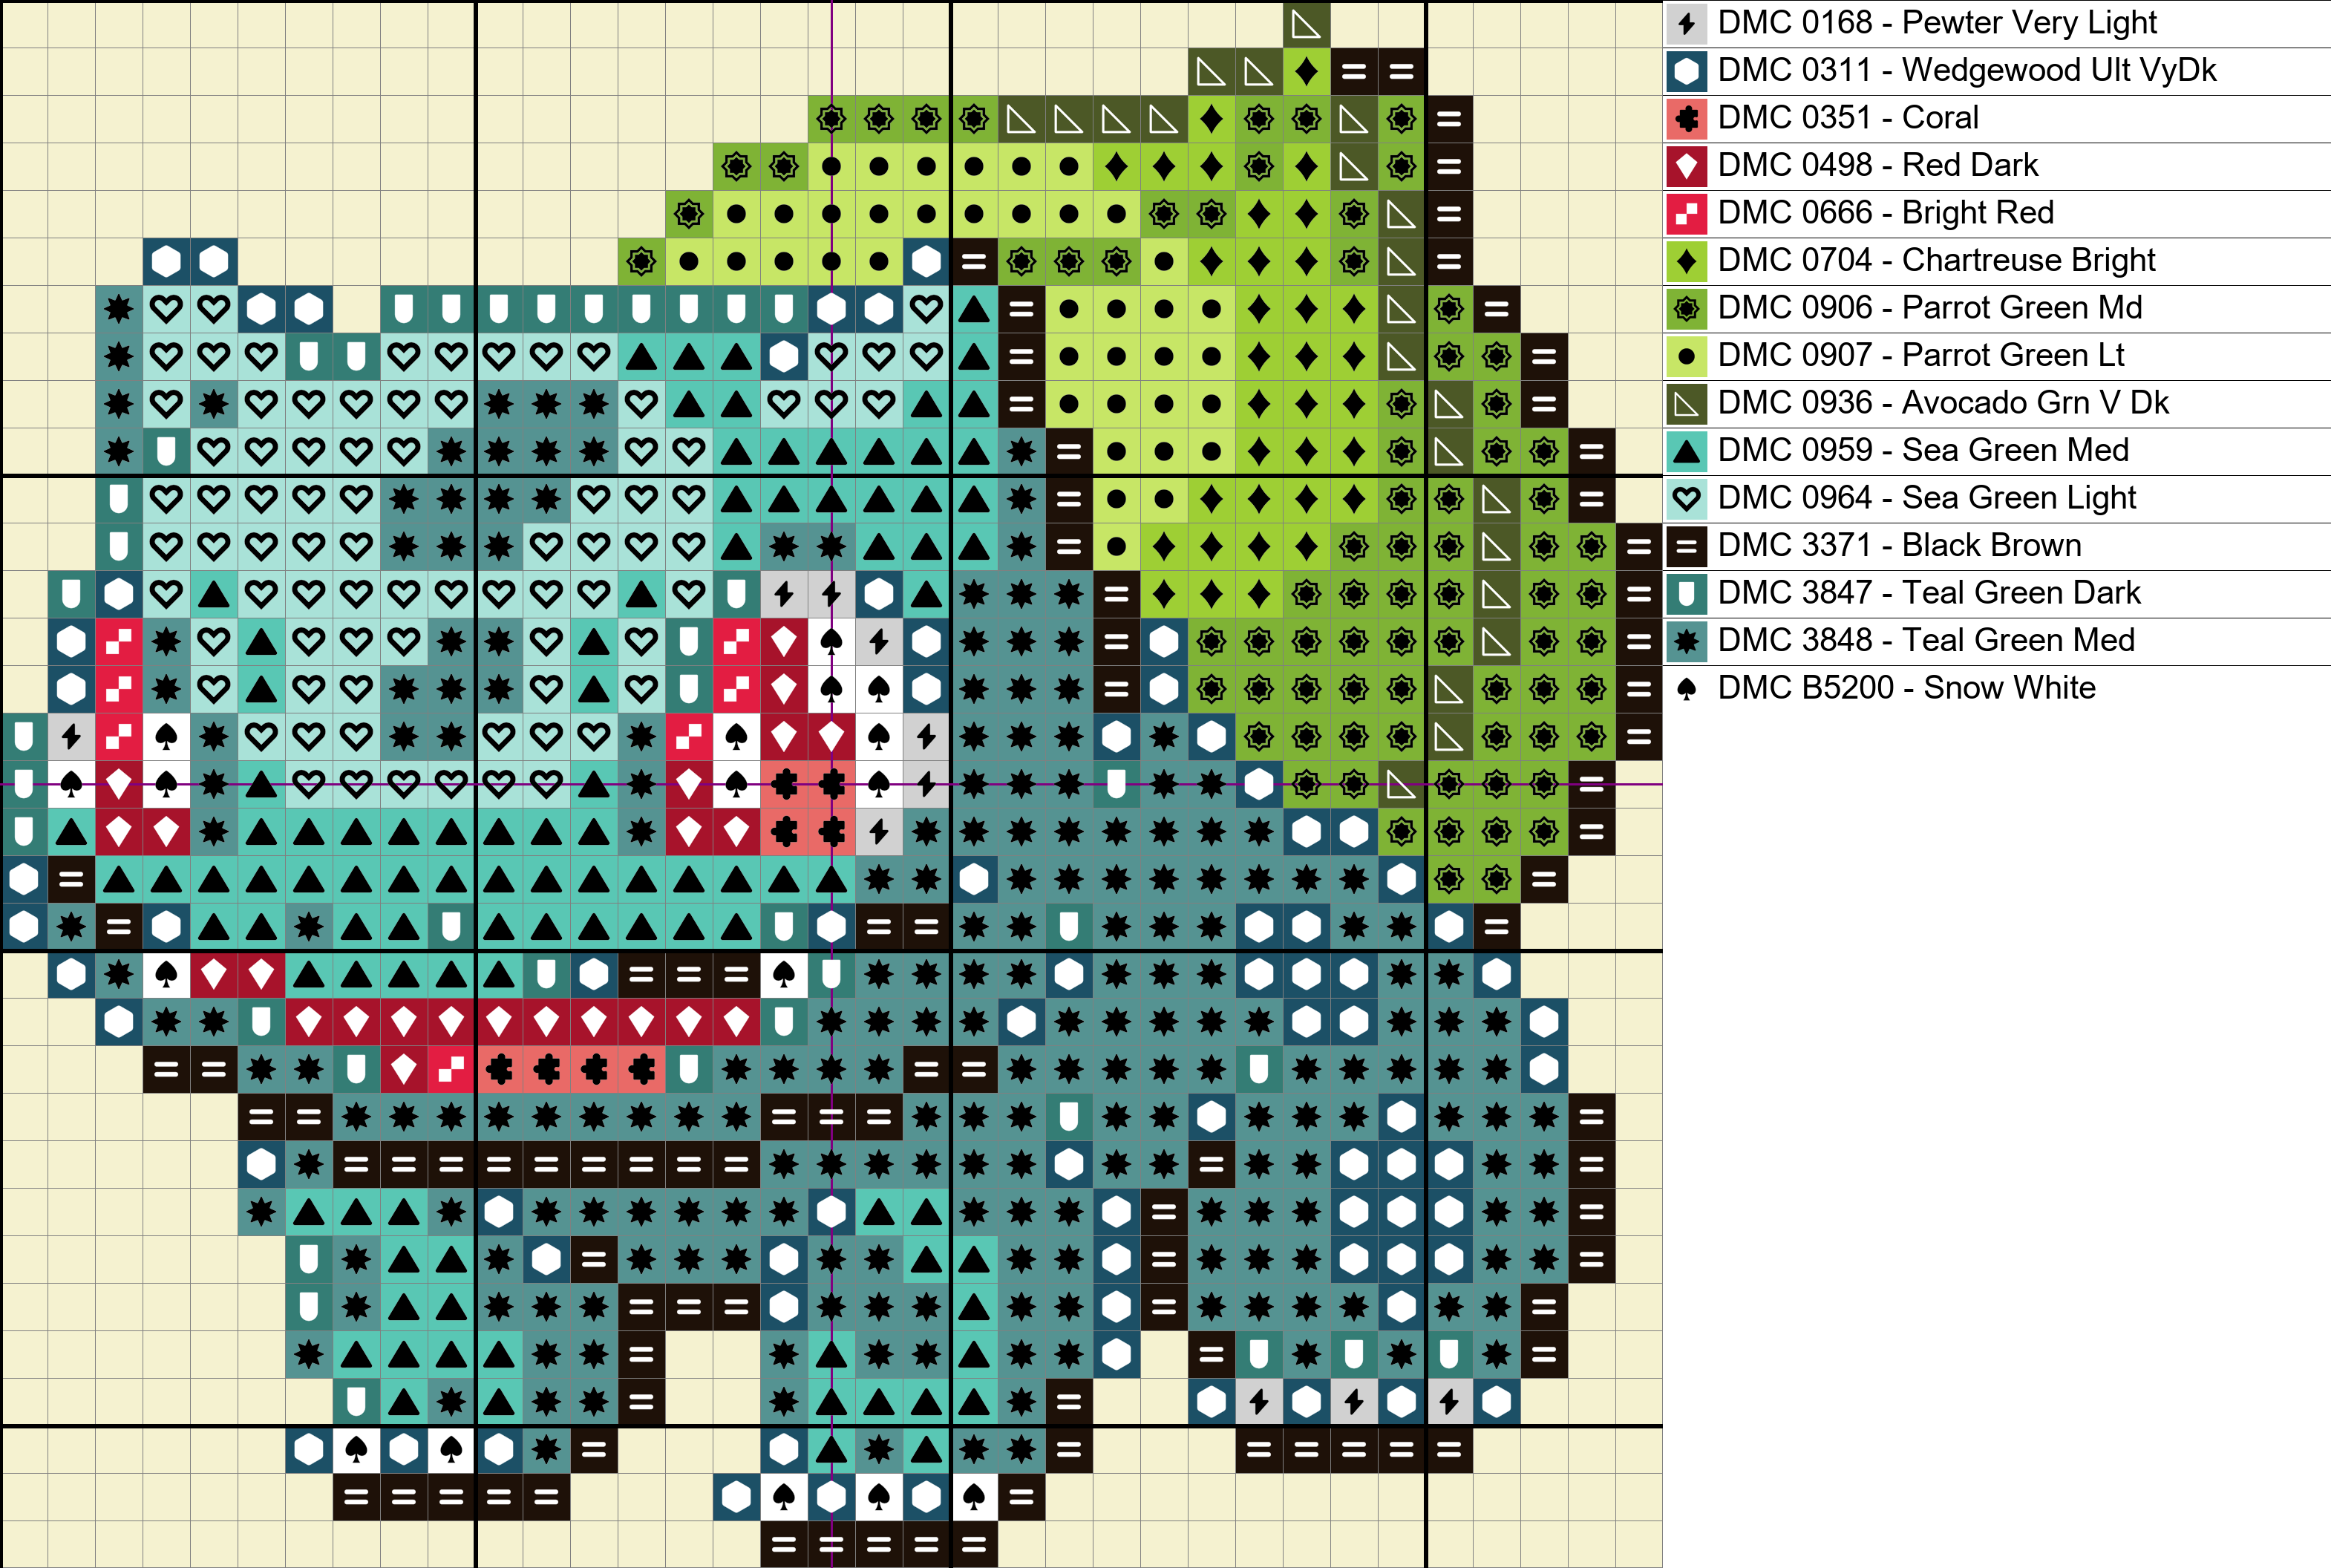 DMC 0168 - Pewter Very Light
DMC 0311 - Wedgewood Ult VyDk
DMC 0351 - Coral
DMC 0498 - Red Dark
DMC 0666 - Bright Red
DMC 0704 - Chartreuse Bright
DMC 0906 - Parrot Green Md
DMC 0907 - Parrot Green Lt
DMC 0936 - Avocado Grn V Dk
DMC 0959 - Sea Green Med
DMC 0964 - Sea Green Light
DMC 3371 - Black Brown
DMC 3847 - Teal Green Dark
DMC 3848 - Teal Green Med
DMC B5200 - Snow White